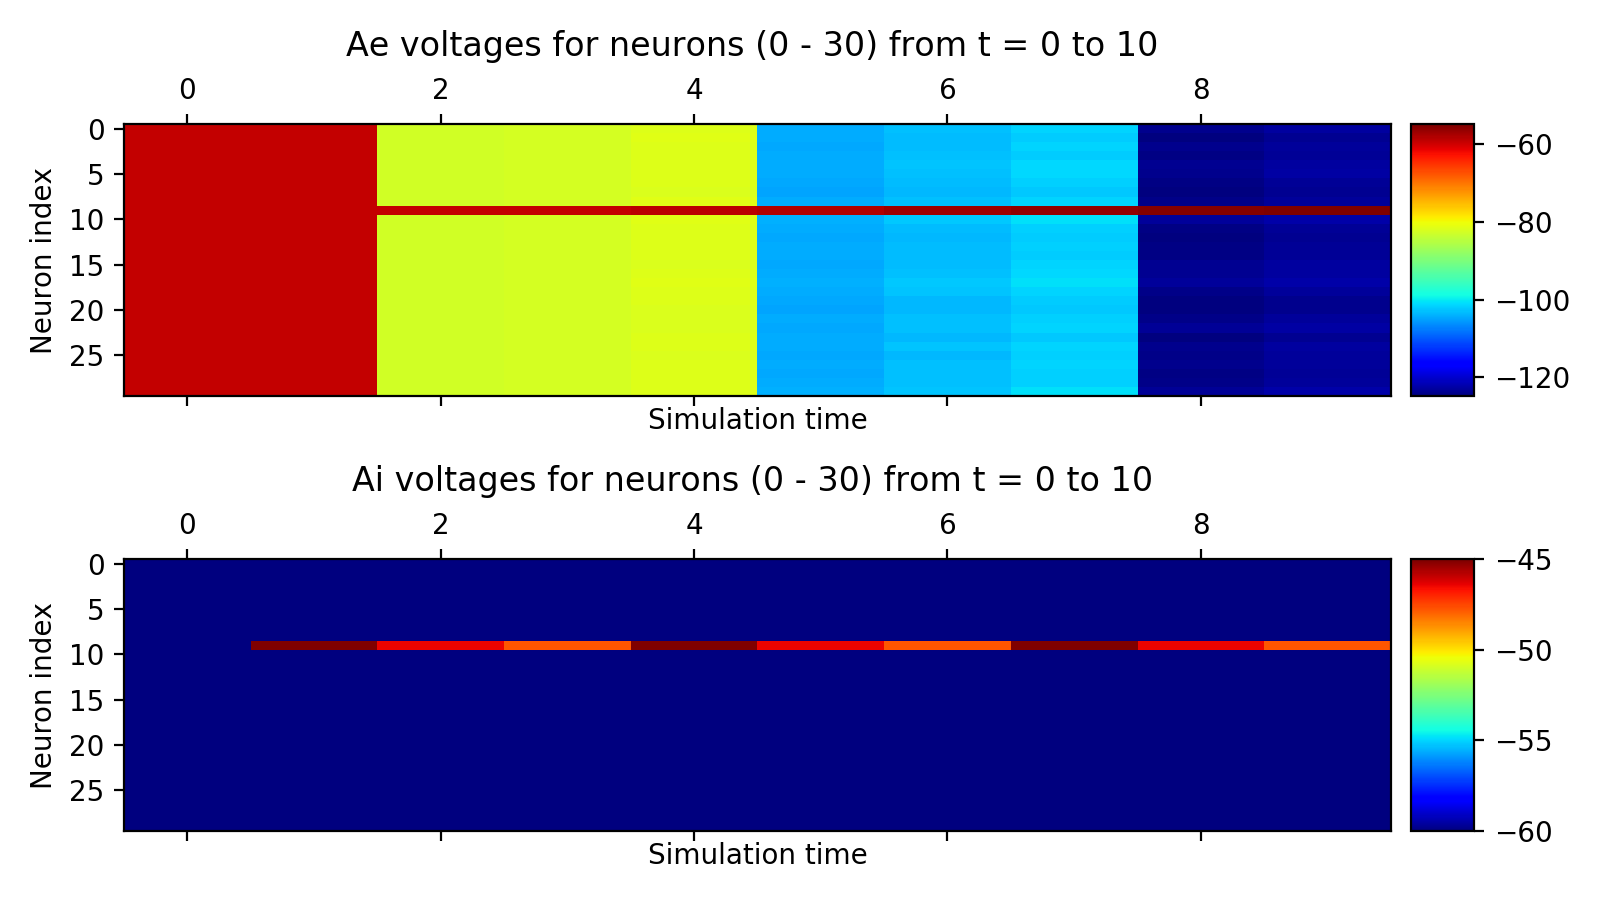 Ae voltages for neurons (0 - 30) from t = 0 to 10
0 2 4 6 8
Neuron index
0
5
10
15
20
25
−60
−80
−100
−120
Simulation time
Ai voltages for neurons (0 - 30) from t = 0 to 10
0 2 4 6 8
Neuron index
0
5
10
15
20
25
−45
−50
−55
−60
Simulation time